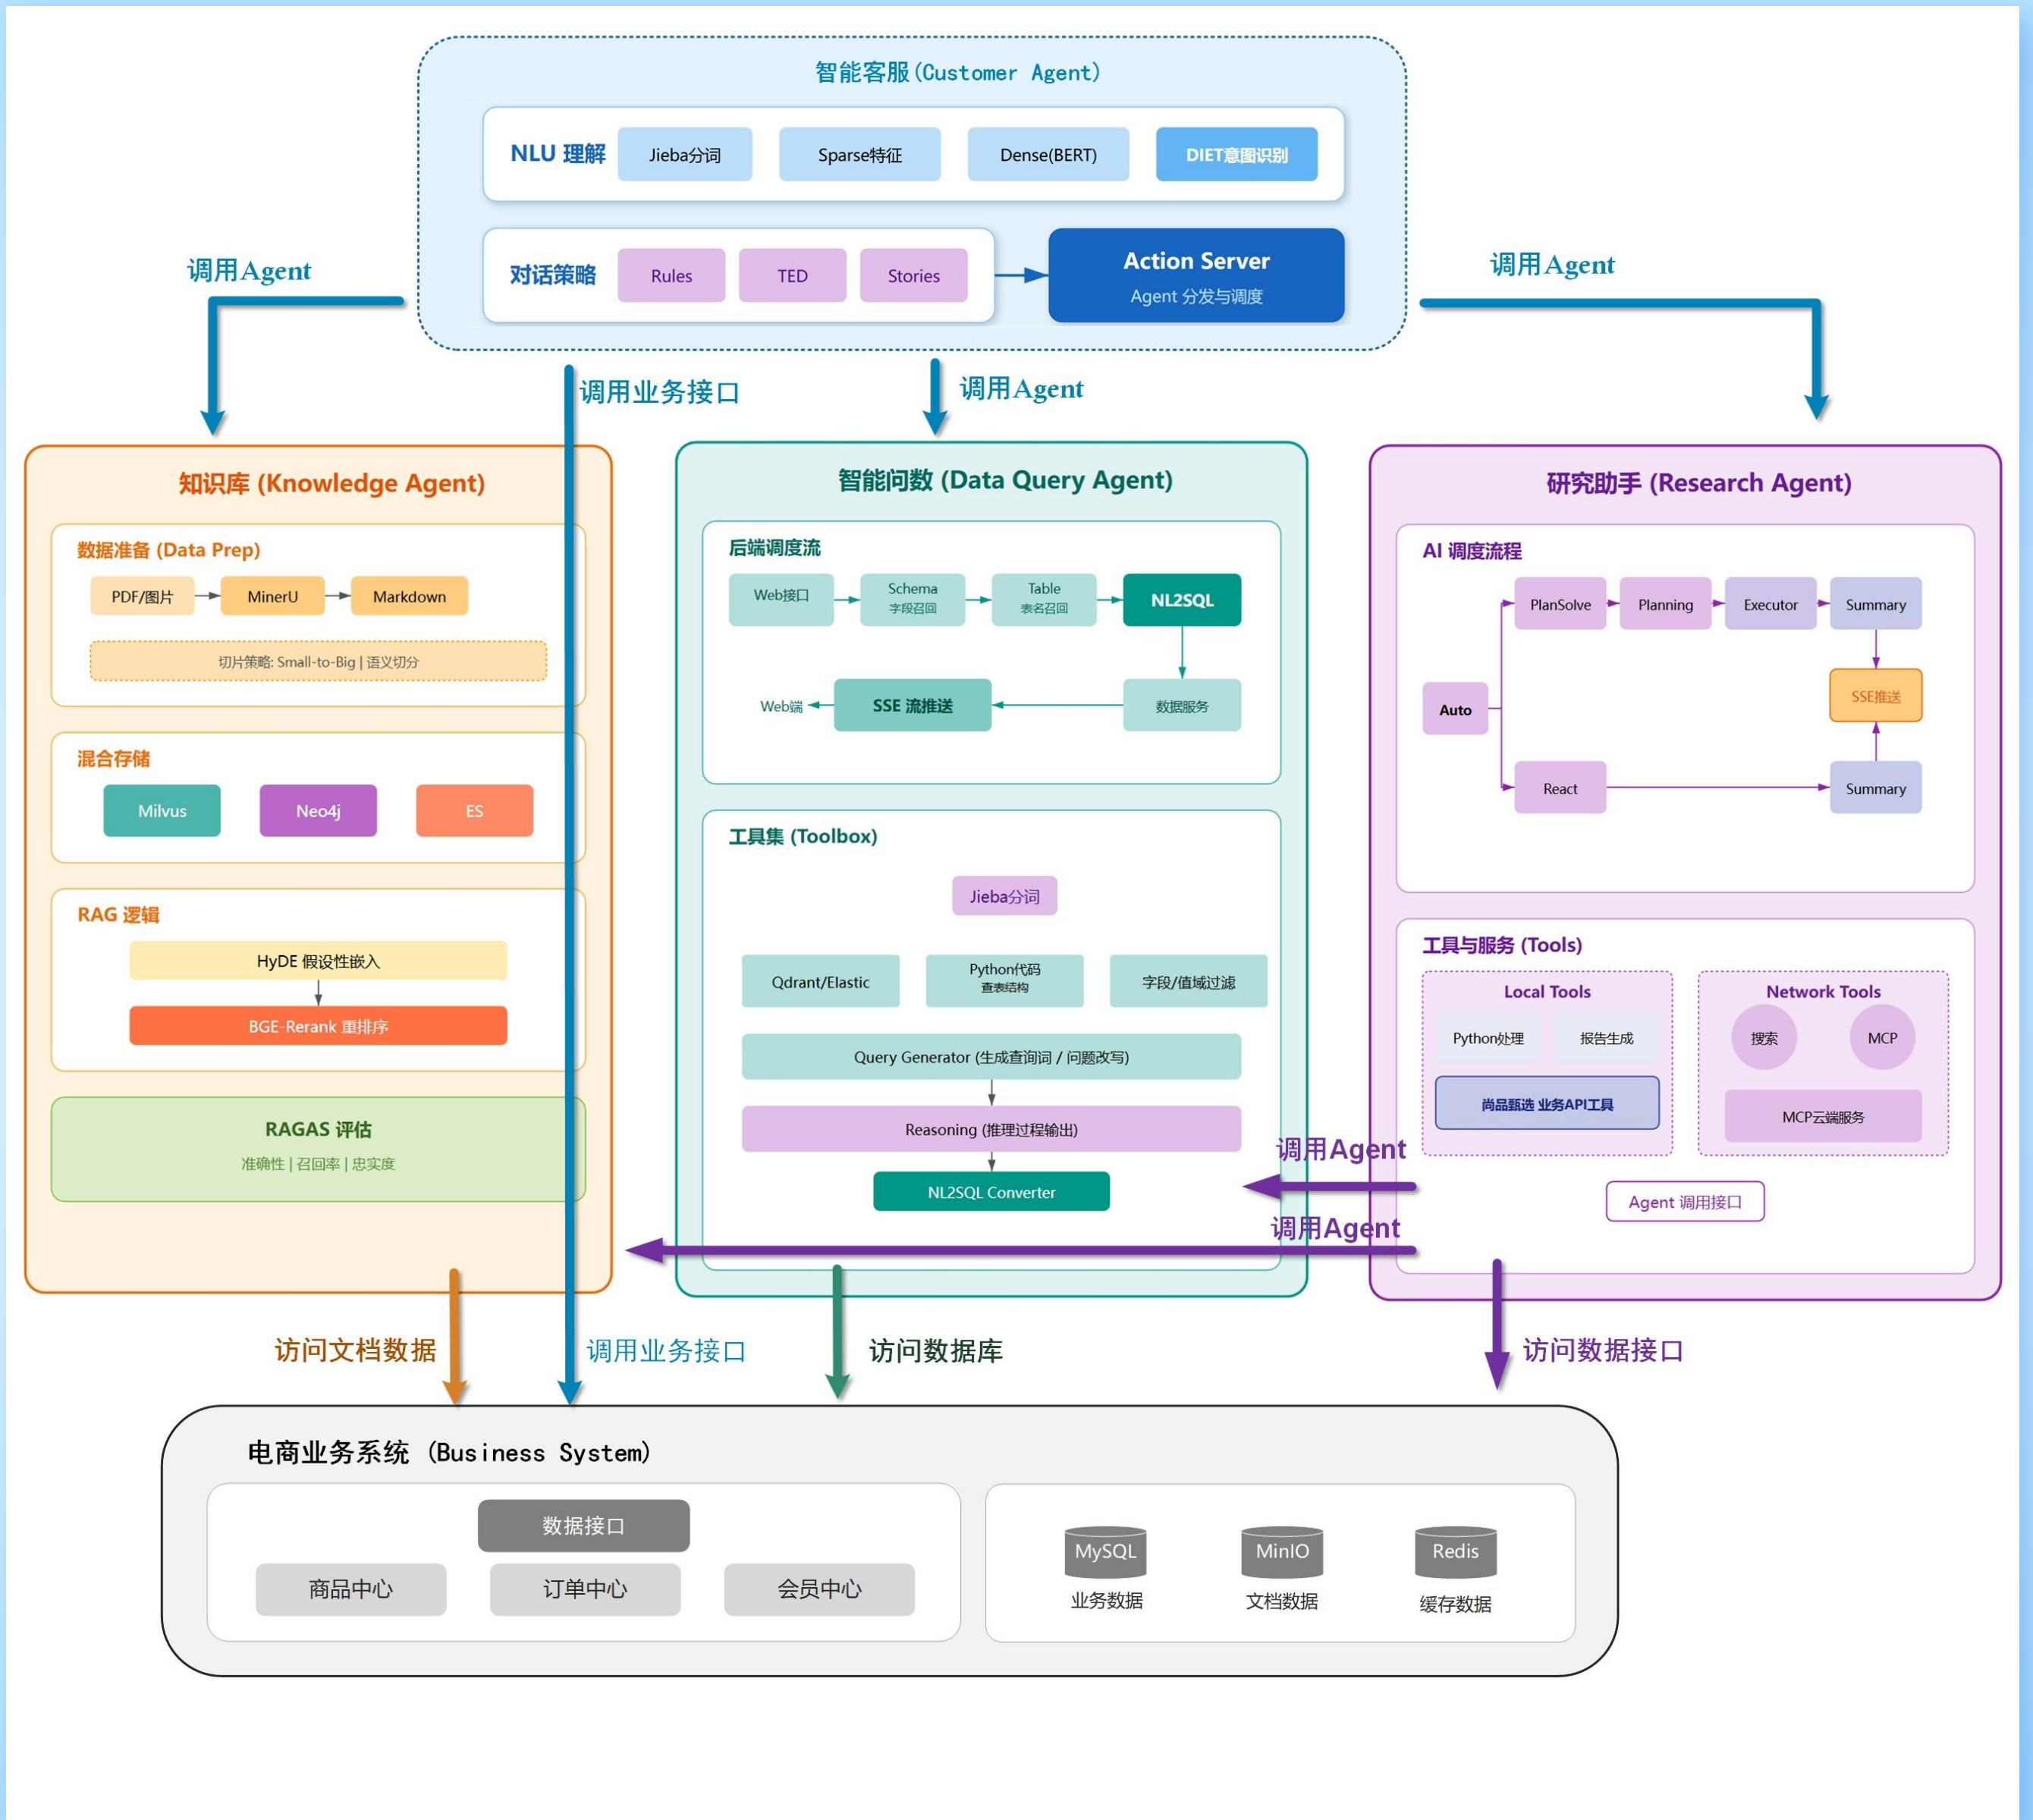 智能客服(Customer Agent)
NLU 理解
Jieba分词
Sparse特征
Dense(BERT)
DIET意图识别
对话策略
Rules
TED
Stories
Action Server
Agent 分发与调度
调用Agent
调用业务接口
调用Agent
调用Agent
知识库 (Knowledge Agent)
数据准备 (Data Prep)
PDF/图片
MinerU
Markdown
切片策略: Small-to-Big | 语义切分
混合存储
Milvus
Neo4j
ES
RAG 逻辑
HyDE 假设性嵌入
BGE-Rerank 重排序
RAGAS 评估
准确性 | 召回率 | 忠实度
智能问数 (Data Query Agent)
后端调度流
Web接口
Schema
字段召回
Table
表名召回
NL2SQL
Web端
SSE 流推送
数据服务
工具集 (Toolbox)
Jieba分词
Qdrant/Elastic
Python代码
查表结构
字段/值域过滤
Query Generator (生成查询词 / 问题改写)
Reasoning (推理过程输出)
NL2SQL Converter
研究助手 (Research Agent)
AI 调度流程
PlanSolve
Planning
Executor
Summary
SSE推送
Auto
React
Summary
工具与服务 (Tools)
Local Tools
Python处理
报告生成
尚品甄选 业务API工具
Network Tools
搜索
MCP
MCP云端服务
Agent 调用接口
调用Agent
调用Agent
访问文档数据
调用业务接口
访问数据库
访问数据接口
电商业务系统 (Business System)
数据接口
商品中心
订单中心
会员中心
MySQL
业务数据
MinIO
文档数据
Redis
缓存数据